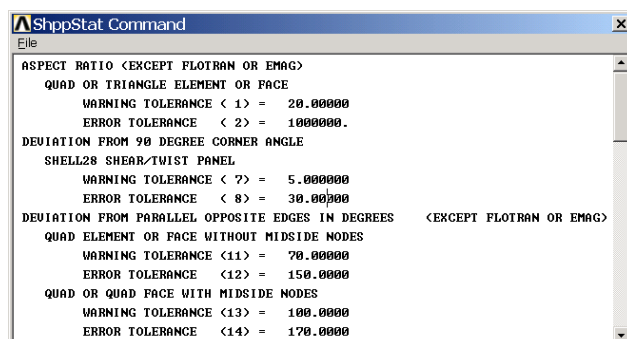 ShppStat Command
File
ASPECT RATIO (EXCEPT FLOTRAN OR EMAG)
QUAD OR TRIANGLE ELEMENT OR FACE
WARNING TOLERANCE ( 1) = 20.00000
ERROR TOLERANCE ( 2) = 1000000.
DEVIATION FROM 90 DEGREE CORNER ANGLE
SHELL28 SHEAR/TWIST PANEL
WARNING TOLERANCE ( 7) = 5.000000
ERROR TOLERANCE ( 8) = 30.00000
DEVIATION FROM PARALLEL OPPOSITE EDGES IN DEGREES (EXCEPT FLOTRAN OR EMAG)
QUAD ELEMENT OR FACE WITHOUT MIDSIDE NODES
WARNING TOLERANCE (11) = 70.00000
ERROR TOLERANCE (12) = 150.0000
QUAD OR QUAD FACE WITH MIDSIDE NODES
WARNING TOLERANCE (13) = 100.0000
ERROR TOLERANCE (14) = 170.0000